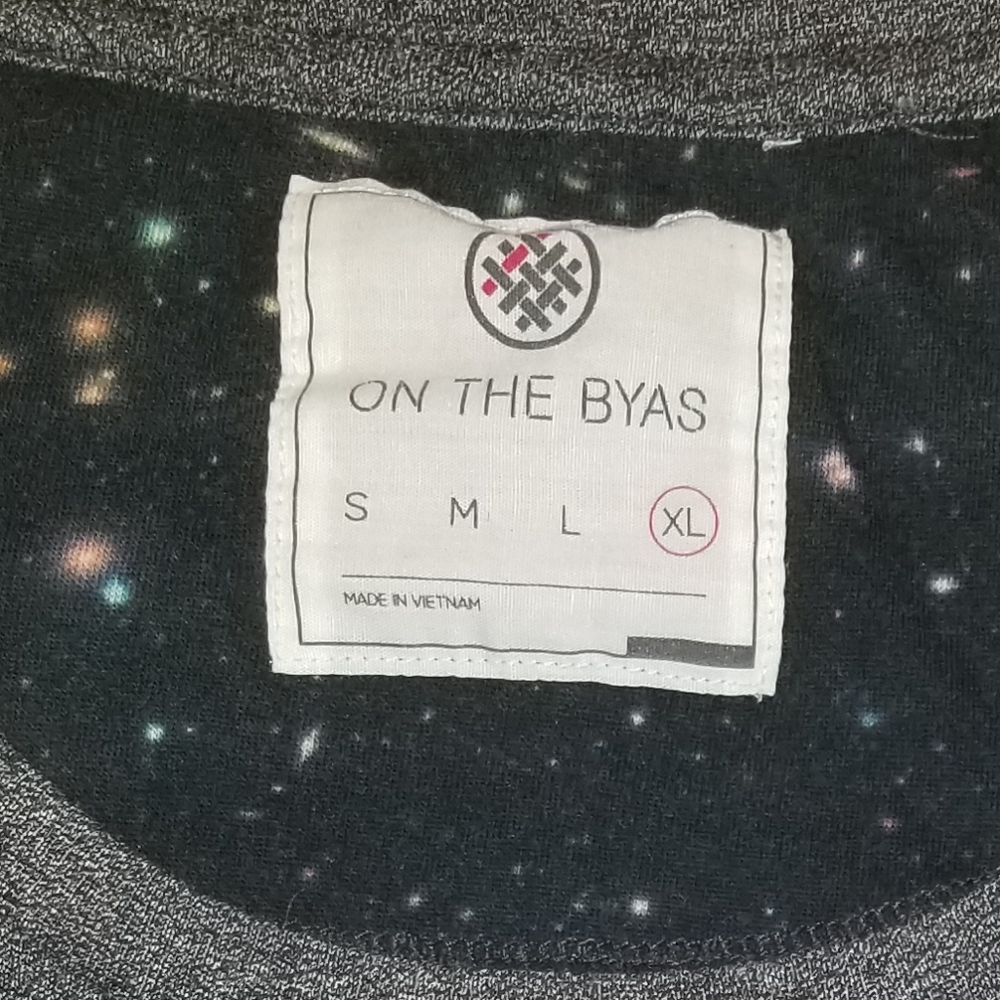 ON THE BYAS
S M L XL
MADE IN VIETNAM